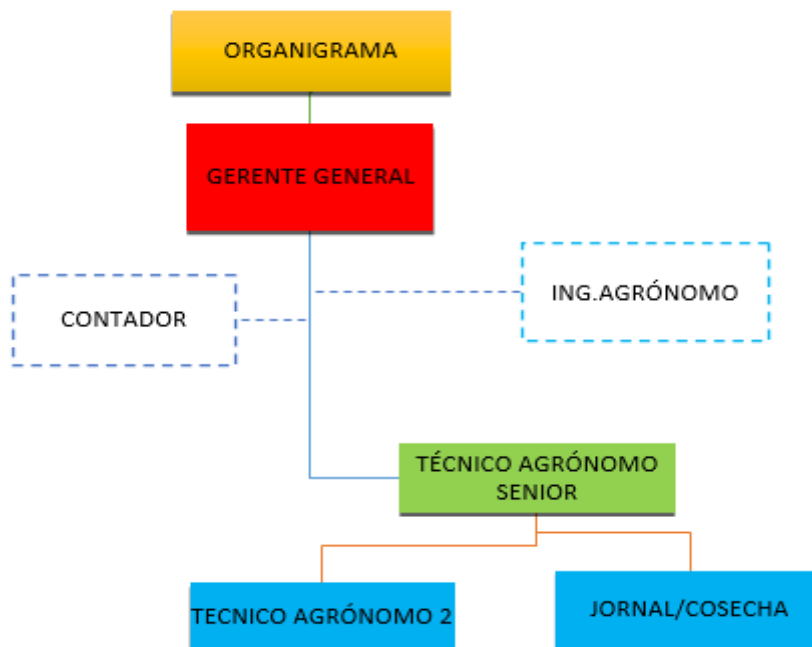 ORGANIGRAMA
GERENTE GENERAL
ING.AGRÓNOMO
CONTADOR
TÉCNICO AGRÓNOMO
SENIOR
TECNICO AGRÓNOMO 2
JORNAL/COSECHA